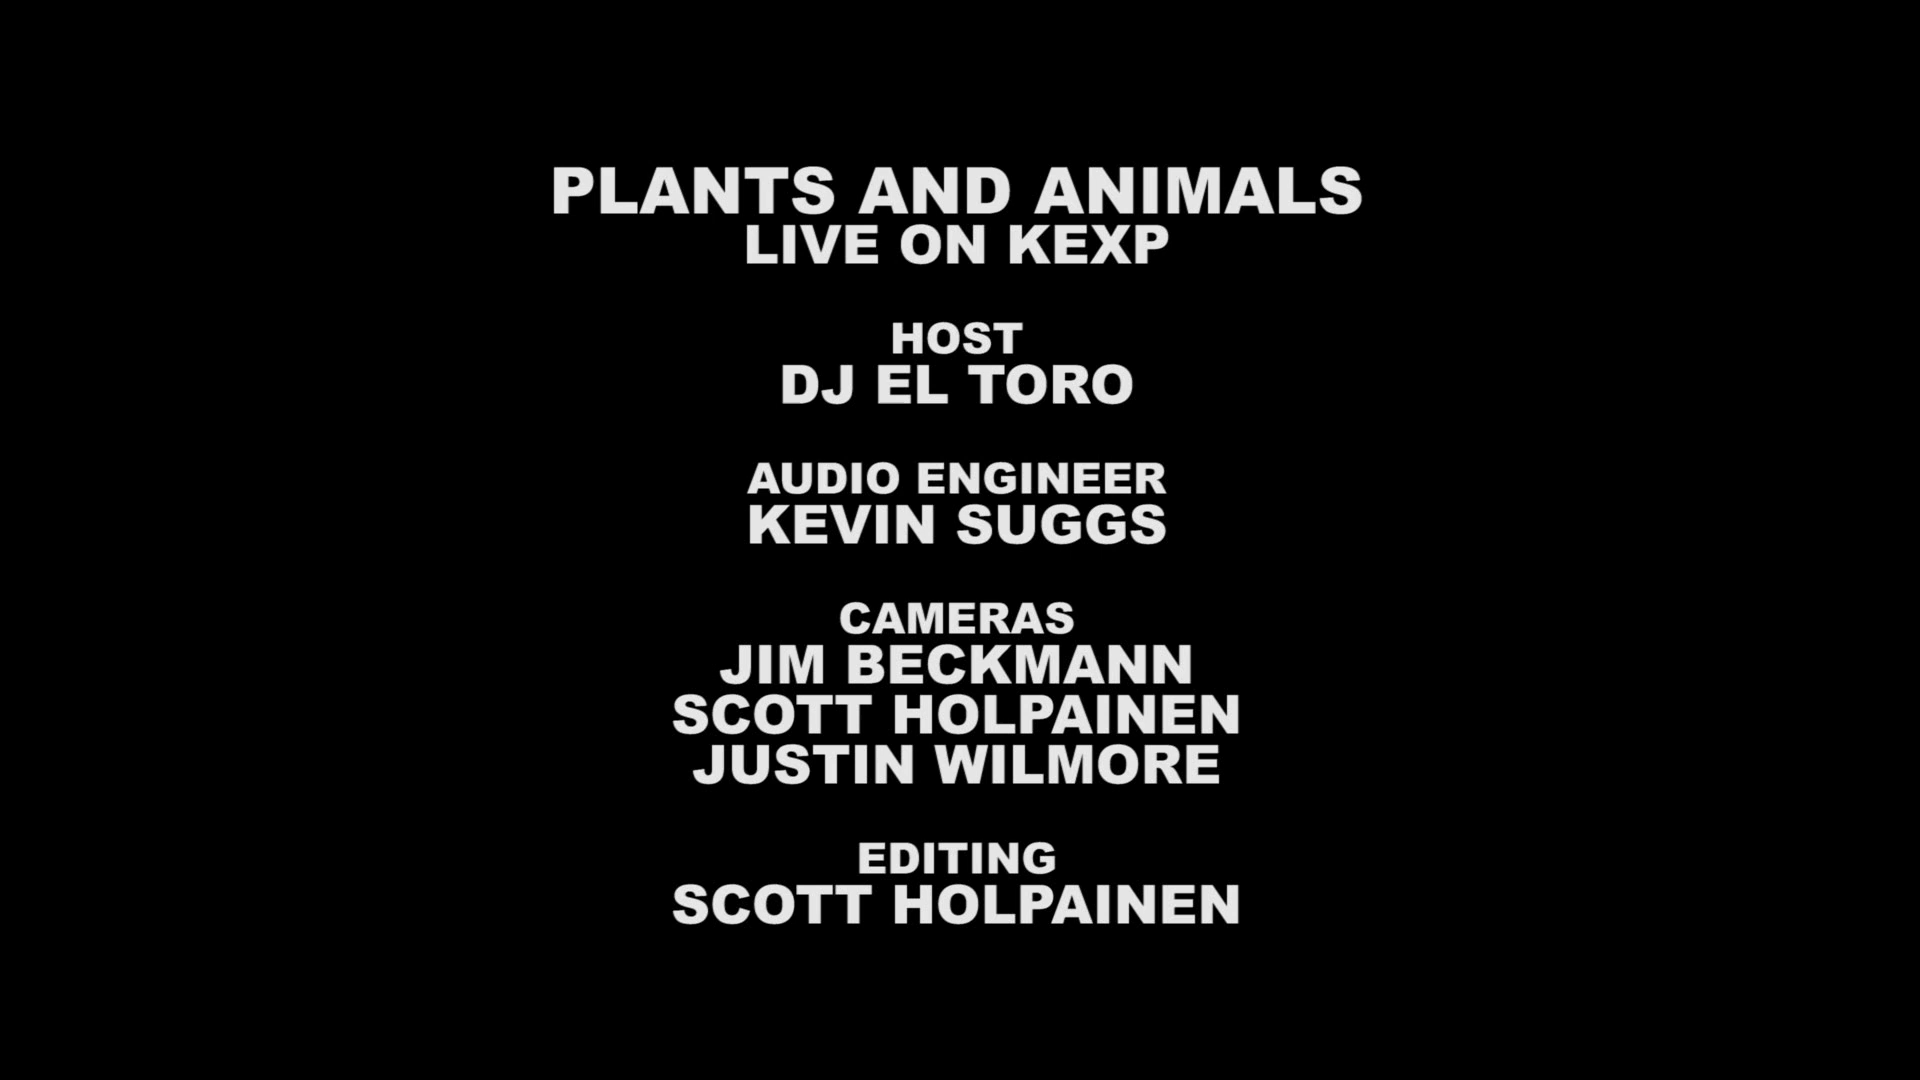 PLANTS AND ANIMALS
LIVE ON KEXP
HOST
DJ EL TORO
AUDIO ENGINEER
KEVIN SUGGS
CAMERAS
JIM BECKMANN
SCOTT HOLPAINEN
JUSTIN WILMORE
EDITING
SCOTT HOLPAINEN